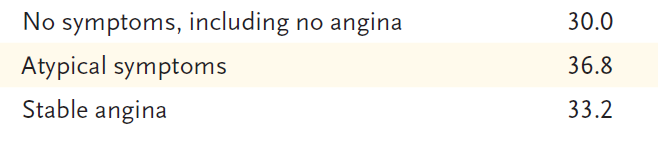 No symptoms, including no angina 30.0
Atypical symptoms 36.8
Stable angina 33.2